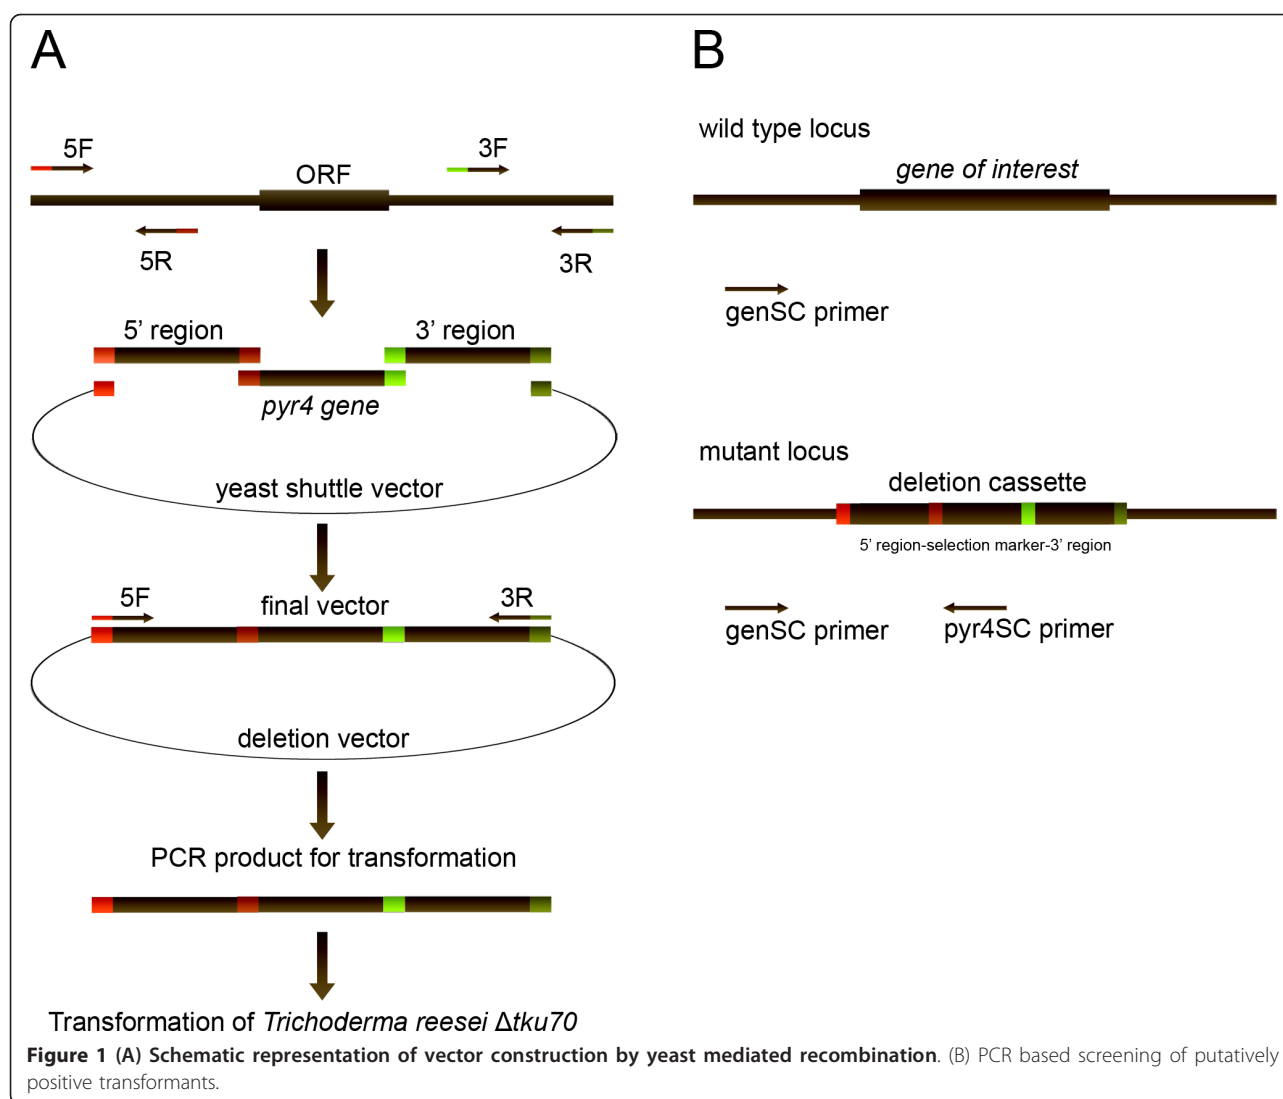 A
5F
3F
ORF
5R
3R
5’ region
3’ region
pyr4 gene
yeast shuttle vector
5F
final vector
3R
deletion vector
PCR product for transformation
Transformation of Trichoderma reesei Δtku70
B
wild type locus
gene of interest
genSC primer
mutant locus
deletion cassette
5’ region-selection marker-3’ region
genSC primer
pyr4SC primer
Figure 1 (A) Schematic representation of vector construction by yeast mediated recombination. (B) PCR based screening of putatively
positive transformants.